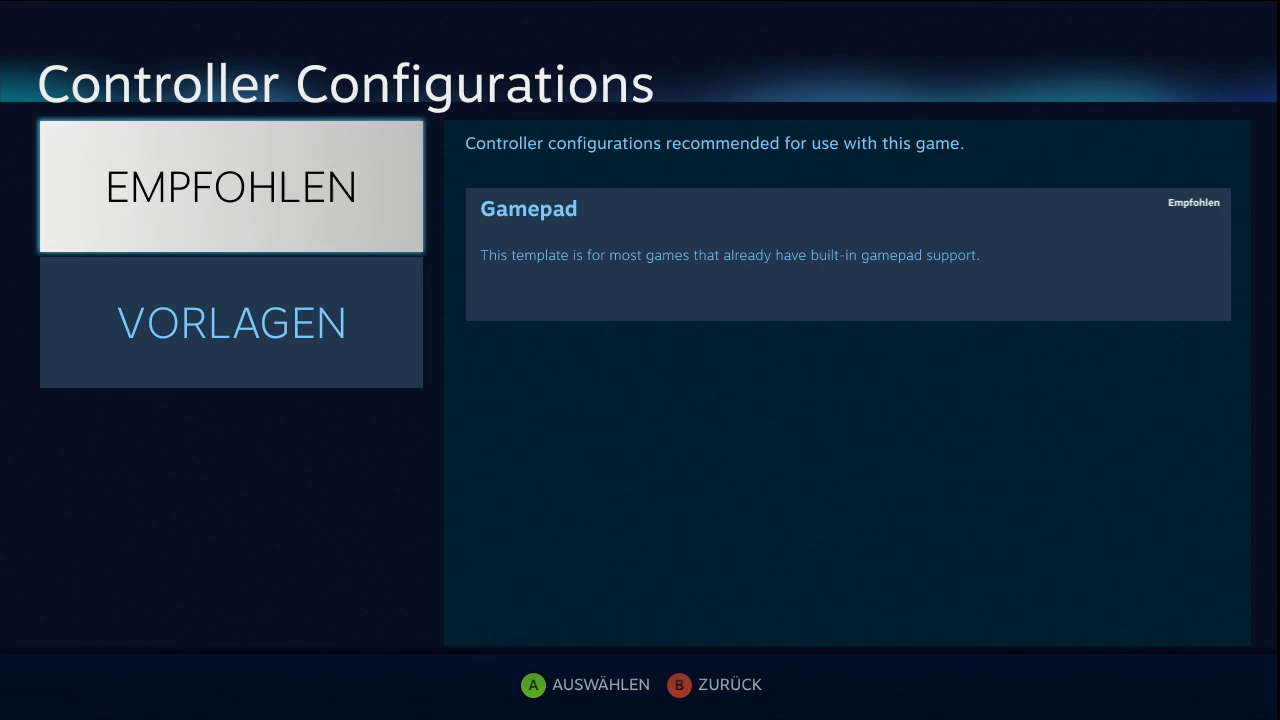 Controller Configurations
EMPFOHLEN
VORLAGEN
Controller configurations recommended for use with this game.
Gamepad
Empfohlen
This template is for most games that already have built-in gamepad support.
A AUSWÄHLEN B ZURÜCK